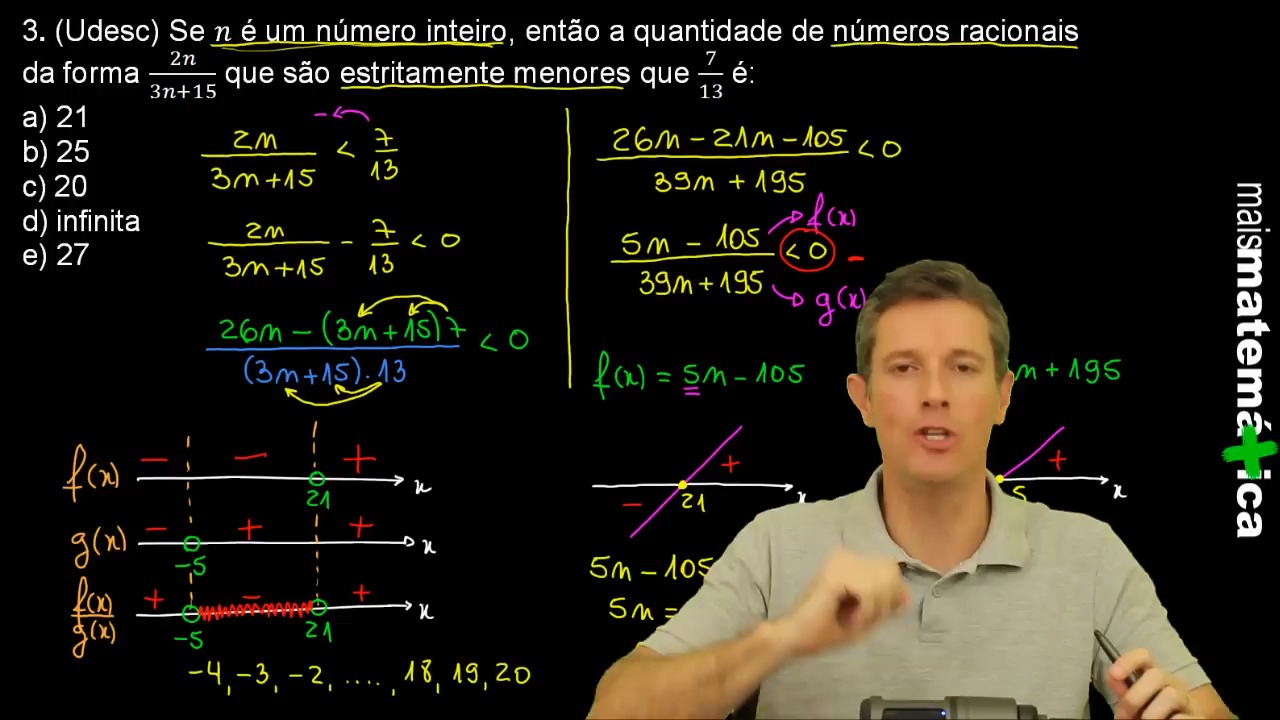 3. (Udesc) Se n é um número inteiro, então a quantidade de números racionais
da forma 2n/3n+15 que são estritamente menores que 7/13 é:
a) 21
b) 25
c) 20
d) infinita
e) 27
2n/3n+15 < 7/13
2n/3n+15 - 7/13 < 0
26n - (3n+15)7/(3n+15).13 < 0
26n - 21n - 105/39n + 195 < 0
5n - 105/39n+195 < 0 -
f(x)
g(x)
f(x) = 5n - 105
n + 195
f(x) - - + x
21
g(x) - + + x
-5
f(x)/g(x) + - + x
-5 21
-4, -3, -2, ...., 18, 19, 20
- + 21 x
+ 5 x
5n - 105
5n =
maismatemática